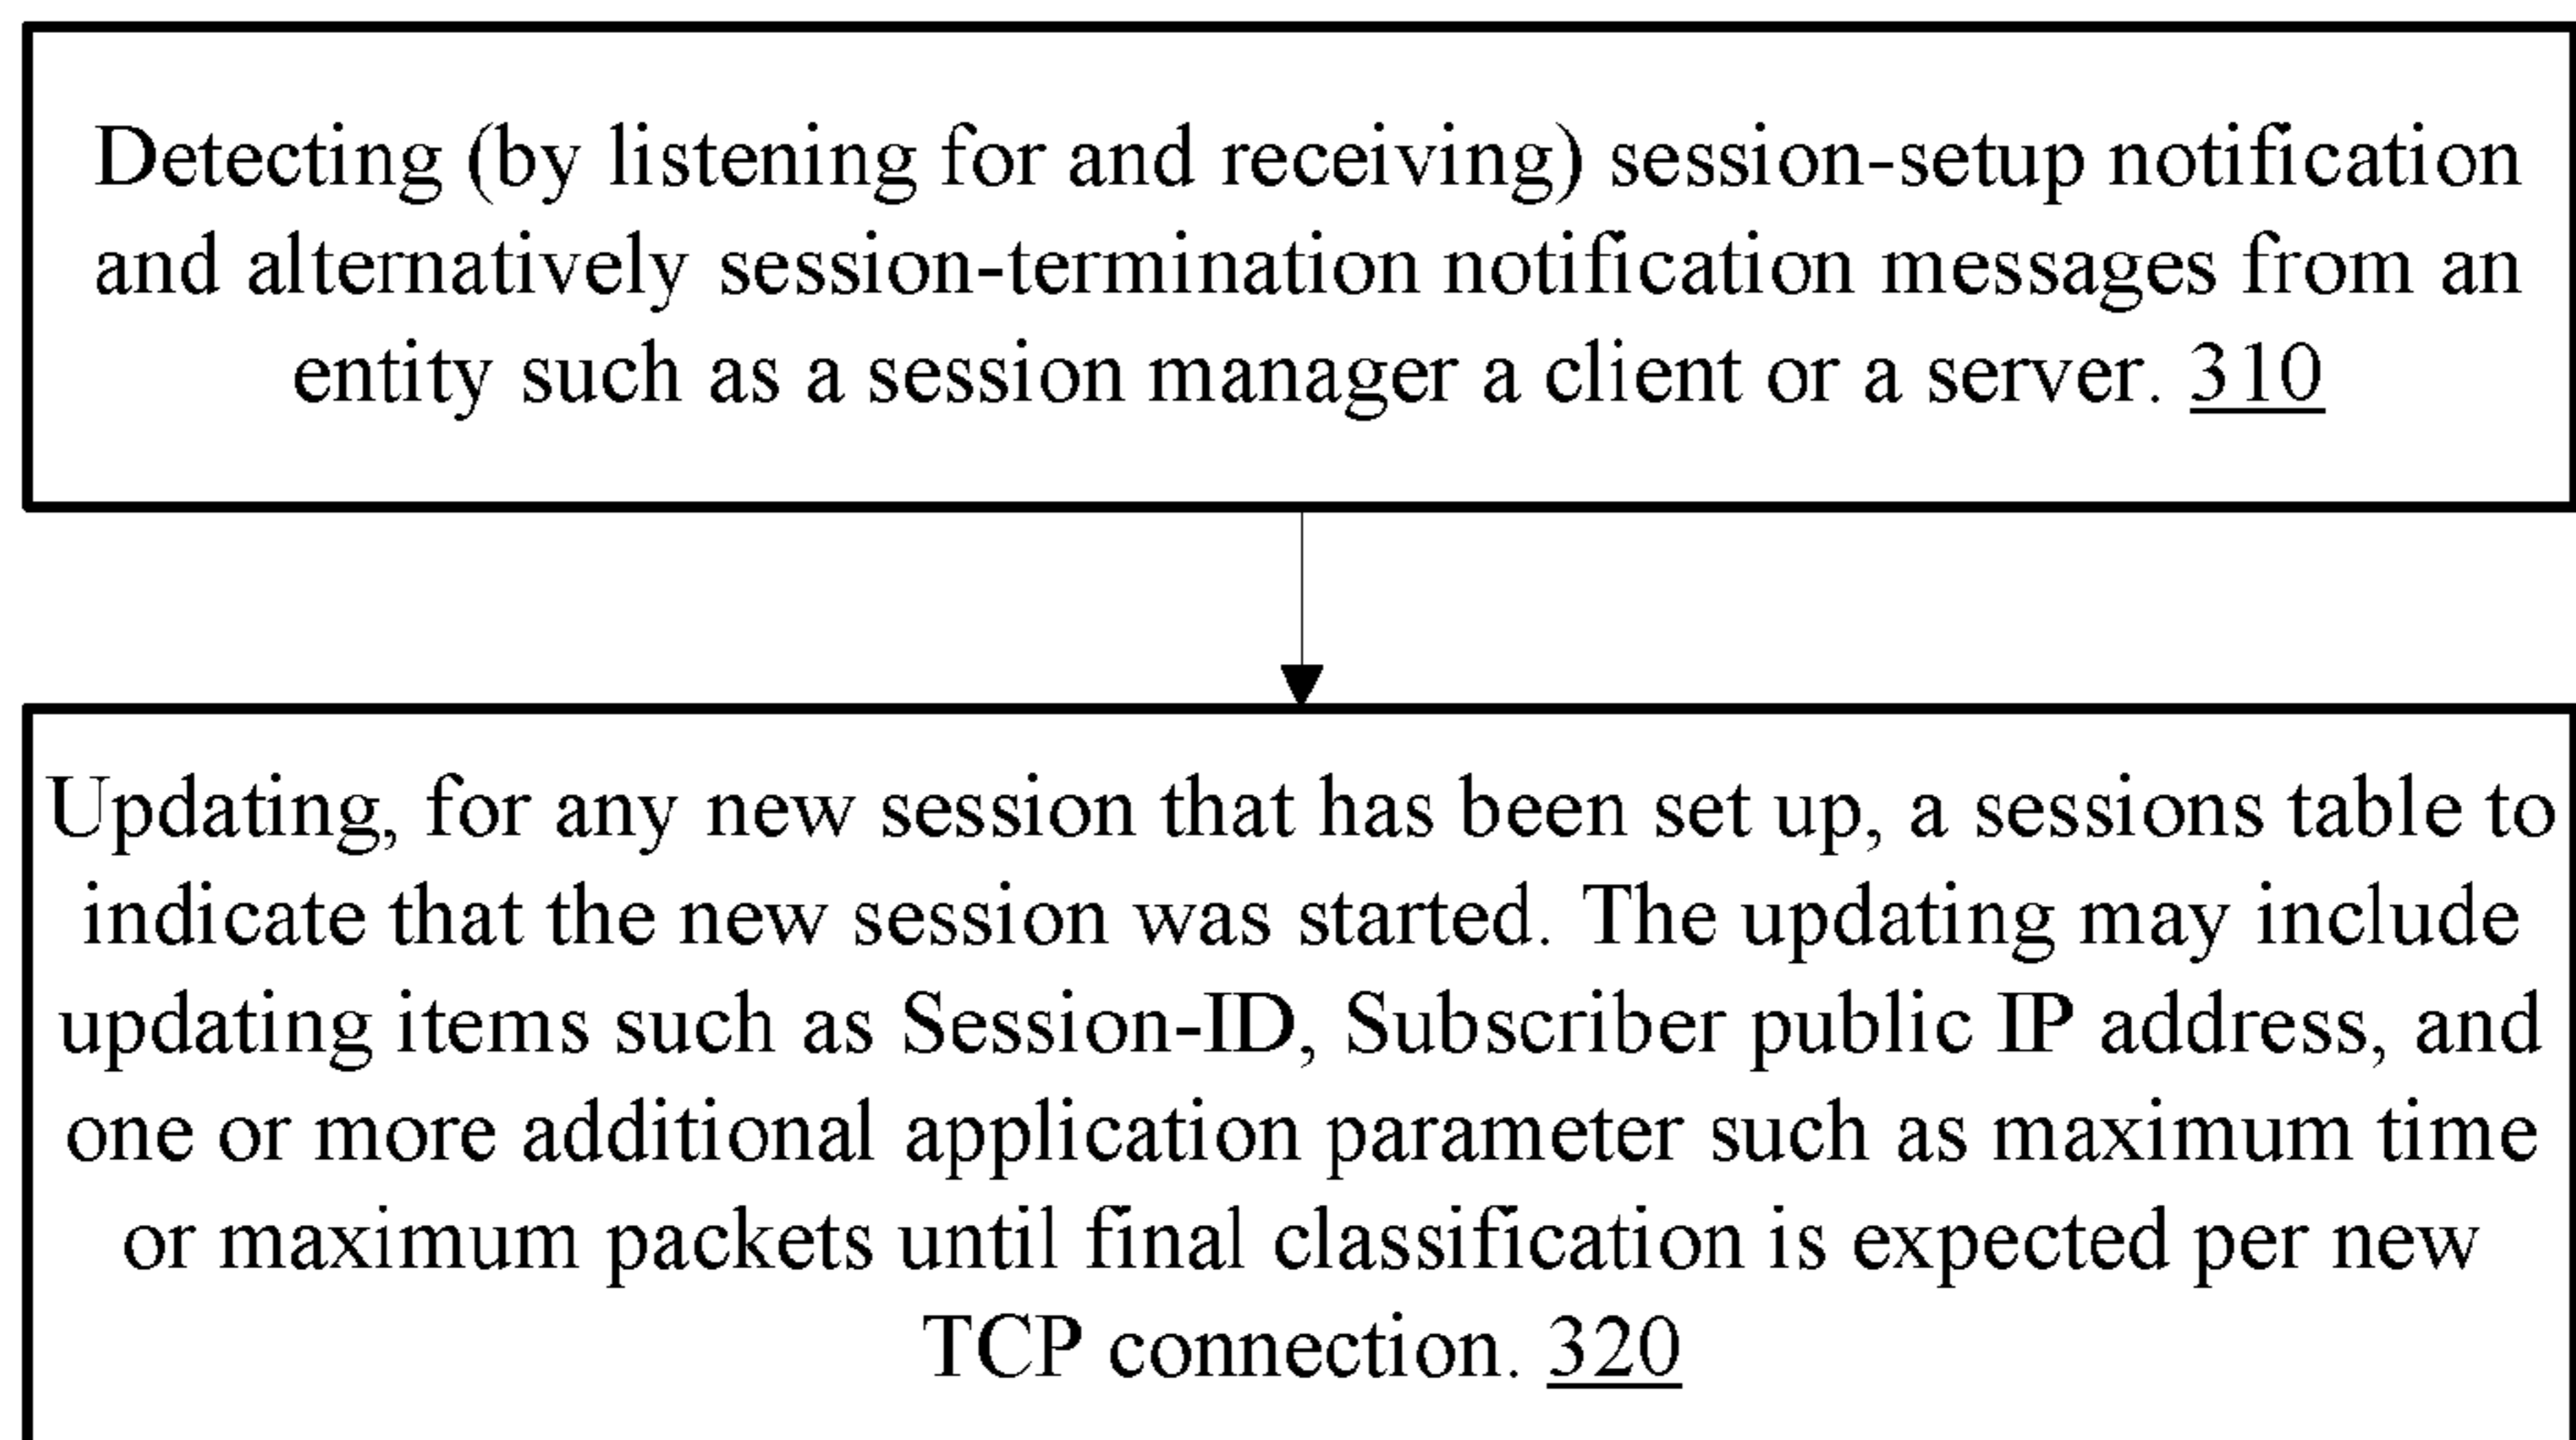 Detecting (by listening for and receiving) session-setup notification
and alternatively session-termination notification messages from an
entity such as a session manager a client or a server. 310
Updating, for any new session that has been set up, a sessions table to
indicate that the new session was started. The updating may include
updating items such as Session-ID, Subscriber public IP address, and
one or more additional application parameter such as maximum time
or maximum packets until final classification is expected per new
TCP connection. 320